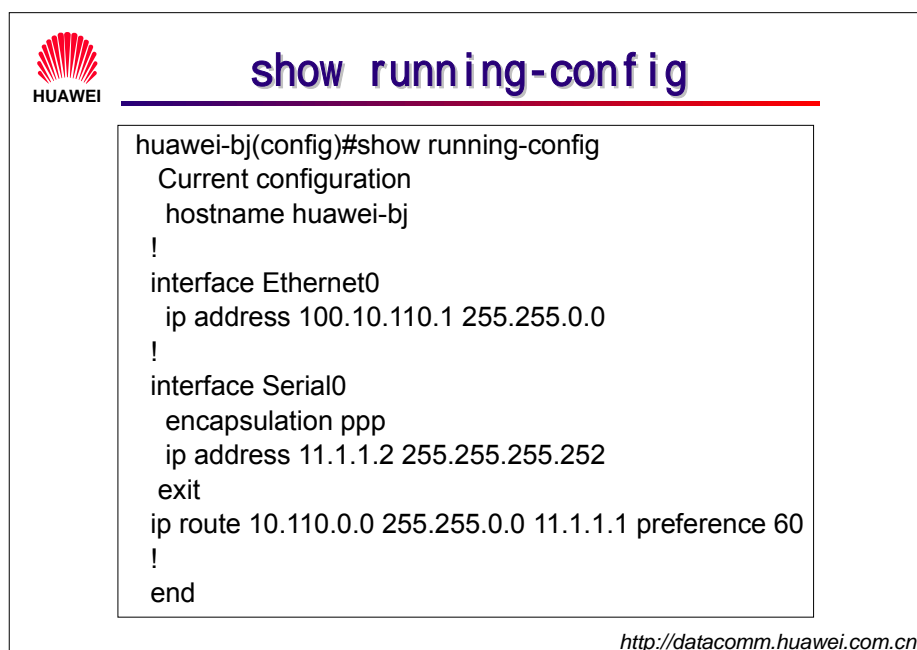 HUAWEI
show running-config
huawei-bj(config)#show running-config
Current configuration
hostname huawei-bj
!
interface Ethernet0
ip address 100.10.110.1 255.255.0.0
!
interface Serial0
encapsulation ppp
ip address 11.1.1.2 255.255.255.252
exit
ip route 10.110.0.0 255.255.0.0 11.1.1.1 preference 60
!
end
http://datacomm.huawei.com.cn